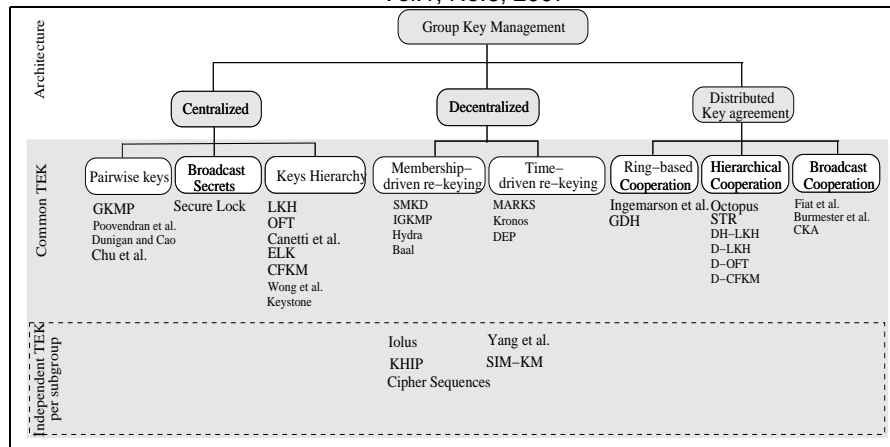 Group Key Management
Architecture
Centralized
Decentralized
Distributed
Key agreement
Common TEK
Pairwise keys
GKMP
Poovendran et al.
Dunigan and Cao
Chu et al.
Broadcast
Secrets
Secure Lock
Keys Hierarchy
LKH
OFT
Canetti et al.
ELK
CFKM
Wong et al.
Keystone
Membership−
driven re−keying
SMKD
IGKMP
Hydra
Baal
Time−
driven re−keying
MARKS
Kronos
DEP
Ring−based
Cooperation
Ingemarson et al.
GDH
Hierarchical
Cooperation
Octopus
STR
DH−LKH
D−LKH
D−OFT
D−CFKM
Broadcast
Cooperation
Fiat et al.
Burmester et al.
CKA
Independent TEK
per subgroup
Iolus
KHIP
Cipher Sequences
Yang et al.
SIM−KM